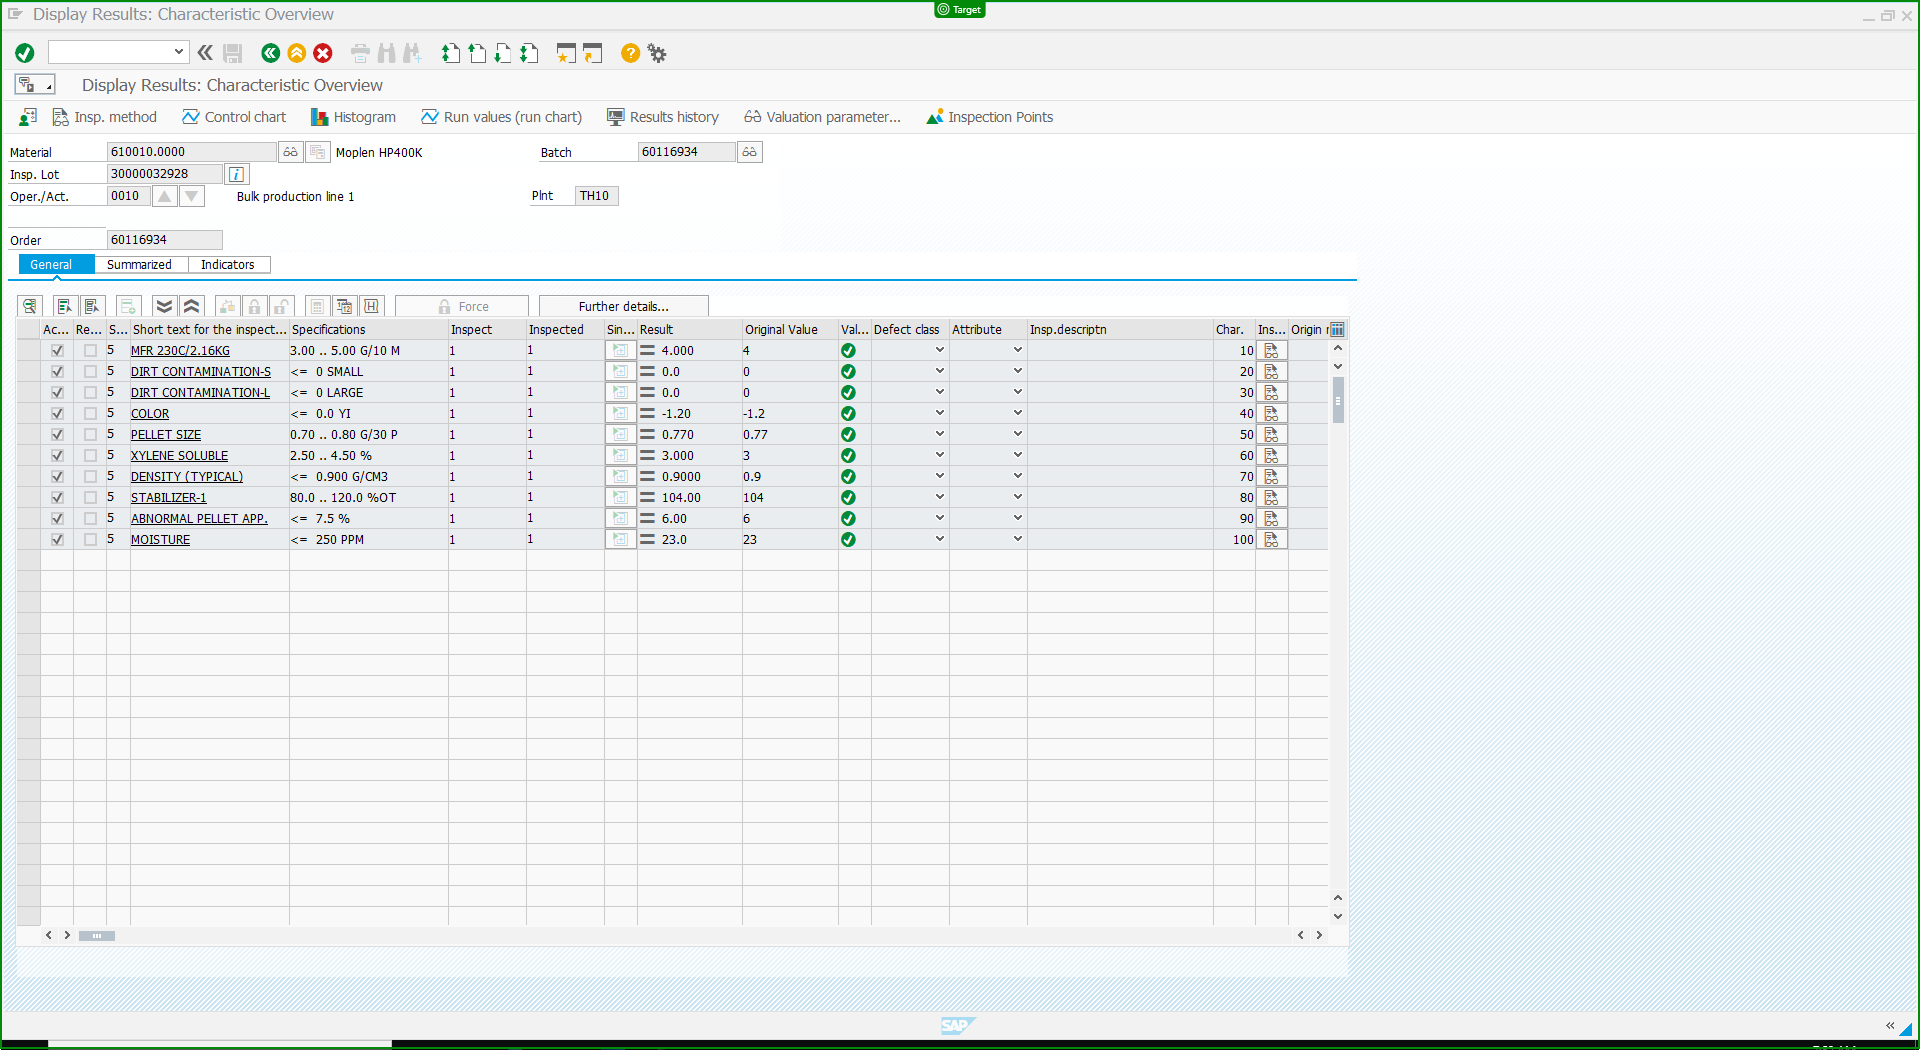 Display Results: Characteristic Overview
Target
Display Results: Characteristic Overview
Insp. method Control chart Histogram Run values (run chart) Results history Valuation parameter... Inspection Points
Material 610010.0000 Moplen HP400K Batch 60116934
Insp. Lot 30000032928
Oper./Act. 0010 Bulk production line 1 Plnt TH10
Order 60116934
General Summarized Indicators
Force Further details...
Ac... Re... S... Short text for the inspect... Specifications Inspect Inspected Sin... Result Original Value Val... Defect class Attribute Insp.descriptn Char. Ins... Origin
5 MFR 230C/2.16KG 3.00 .. 5.00 G/10 M 1 1 4.000 4 10
5 DIRT CONTAMINATION-S <= 0 SMALL 1 1 0.0 0 20
5 DIRT CONTAMINATION-L <= 0 LARGE 1 1 0.0 0 30
5 COLOR <= 0.0 YI 1 1 -1.20 -1.2 40
5 PELLET SIZE 0.70 .. 0.80 G/30 P 1 1 0.770 0.77 50
5 XYLENE SOLUBLE 2.50 .. 4.50 % 1 1 3.000 3 60
5 DENSITY (TYPICAL) <= 0.900 G/CM3 1 1 0.9000 0.9 70
5 STABILIZER-1 80.0 .. 120.0 %OT 1 1 104.00 104 80
5 ABNORMAL PELLET APP. <= 7.5 % 1 1 6.00 6 90
5 MOISTURE <= 250 PPM 1 1 23.0 23 100
SAP